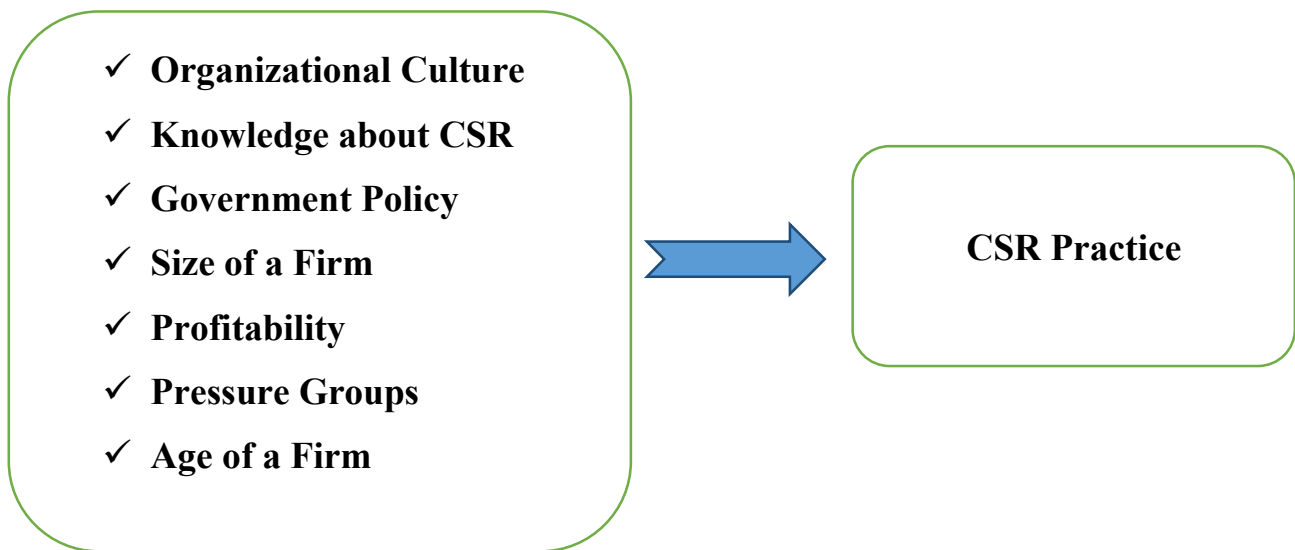 ✓ Organizational Culture
✓ Knowledge about CSR
✓ Government Policy
✓ Size of a Firm
✓ Profitability
✓ Pressure Groups
✓ Age of a Firm
CSR Practice